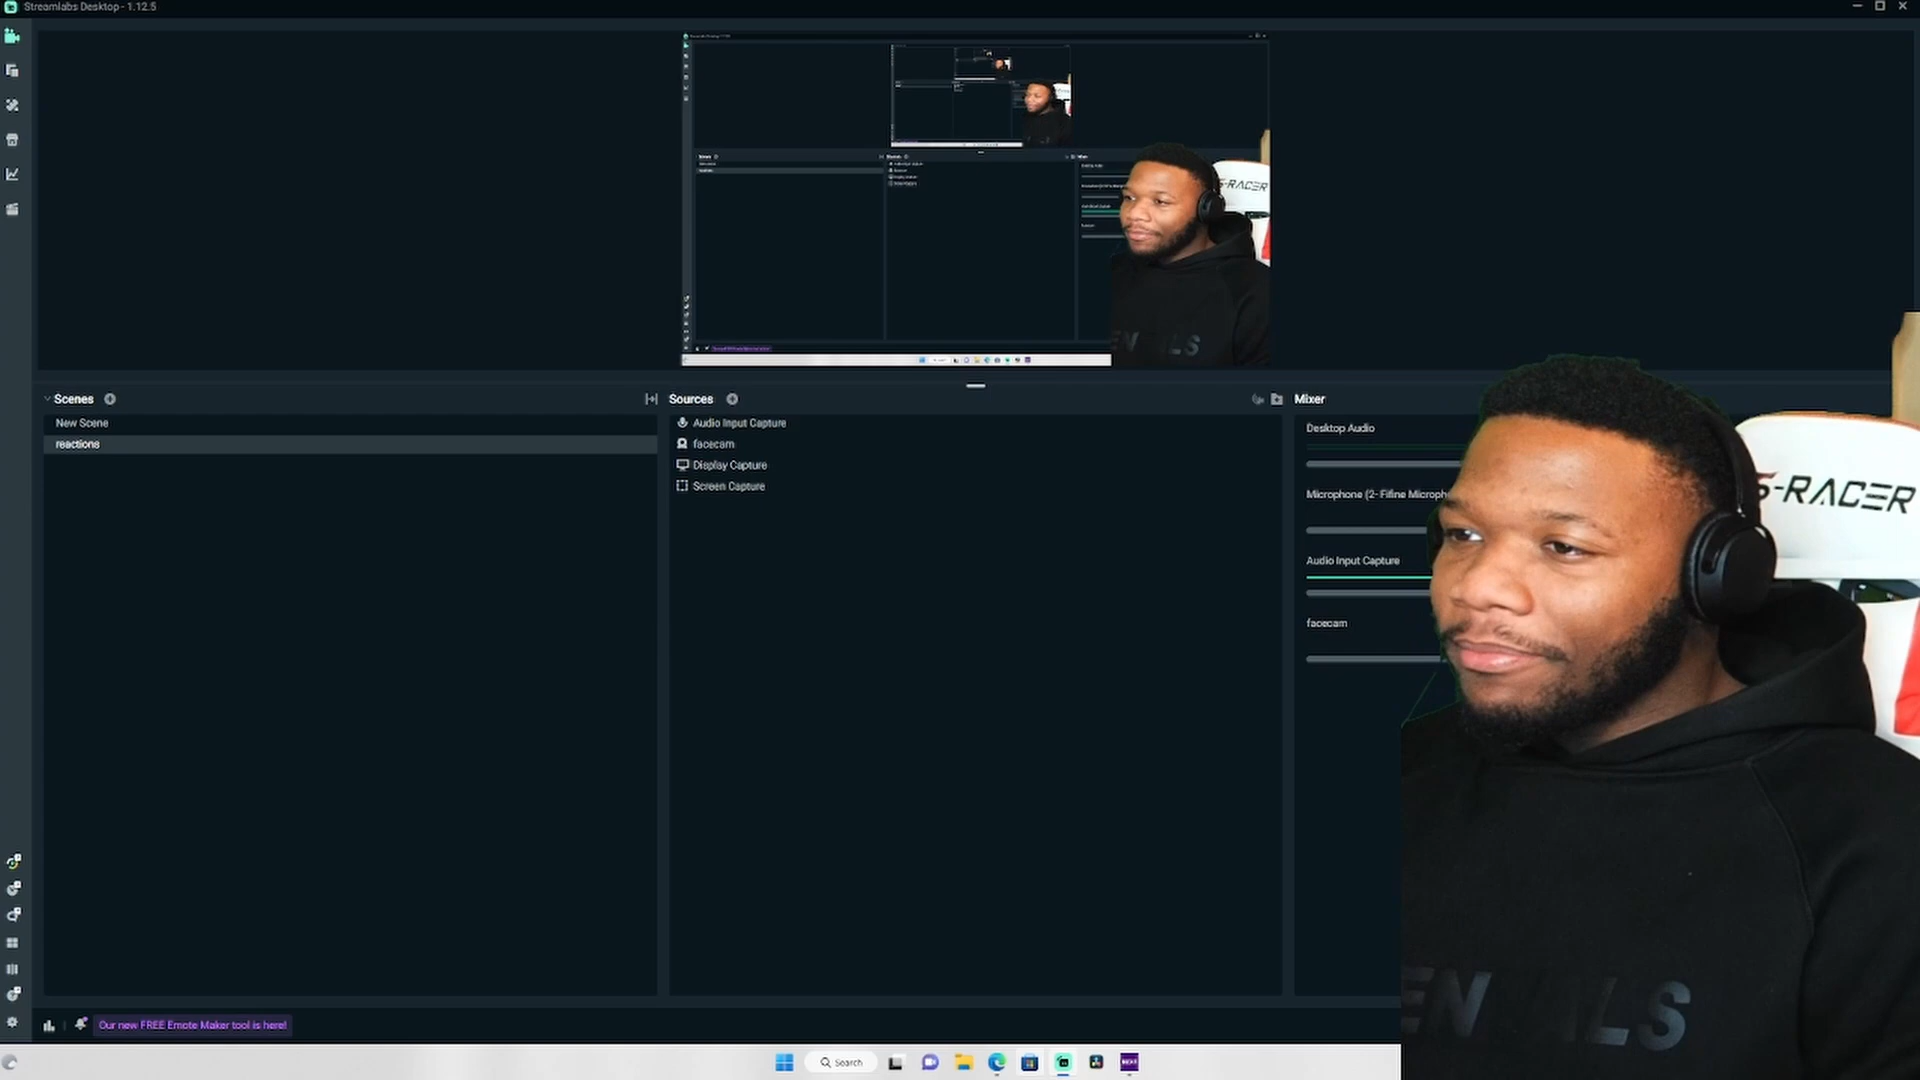 Streamlabs Desktop - 1.12.5
Scenes
New Scene
reactions
Sources
Audio Input Capture
facecam
Display Capture
Screen Capture
Mixer
Desktop Audio
Microphone (2- Fifine Microph
Audio Input Capture
facecam
S-RACER
S-RACER
Our new FREE Emote Maker tool is here!
Search